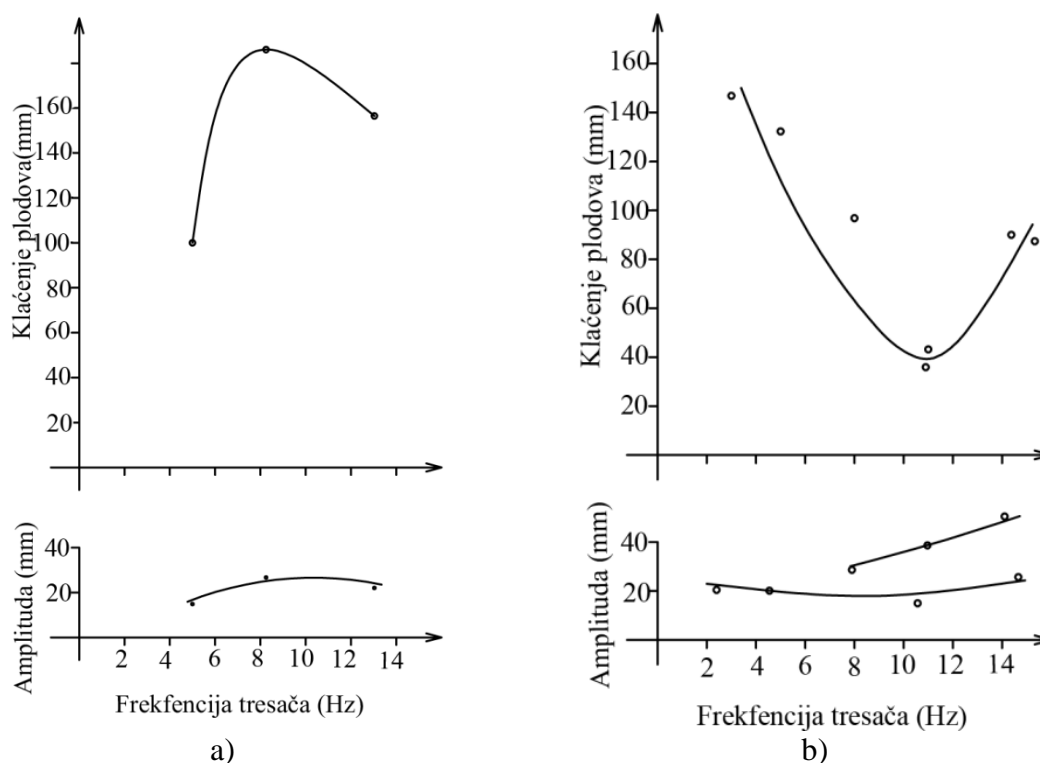 Klaćenje plodova(mm)
160
140
120
100
80
60
40
20
Amplituda (mm)
40
20
2 4 6 8 10 12 14
Frekfencija tresača (Hz)
a)
Klaćenje plodova (mm)
160
140
120
100
80
60
40
20
Amplituda (mm)
40
20
2 4 6 8 10 12 14
Frekfencija tresača (Hz)
b)